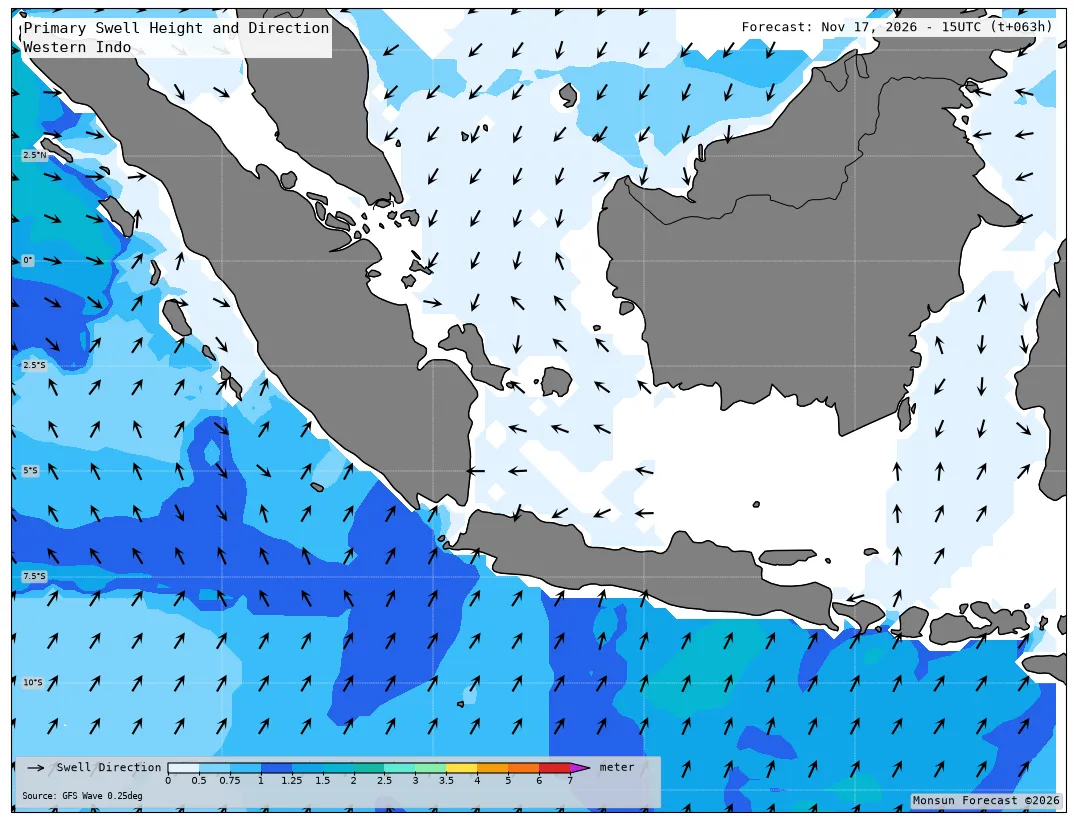 Primary Swell Height and Direction
Western Indo
Forecast: Nov 17, 2026 - 15UTC (t+063h)
2.5°N
0°
2.5°S
5°S
7.5°S
10°S
Swell Direction
0 0.5 0.75 1 1.25 1.5 2 2.5 3 3.5 4 5 6 7
meter
Source: GFS Wave 0.25deg
Monsun Forecast ©2026